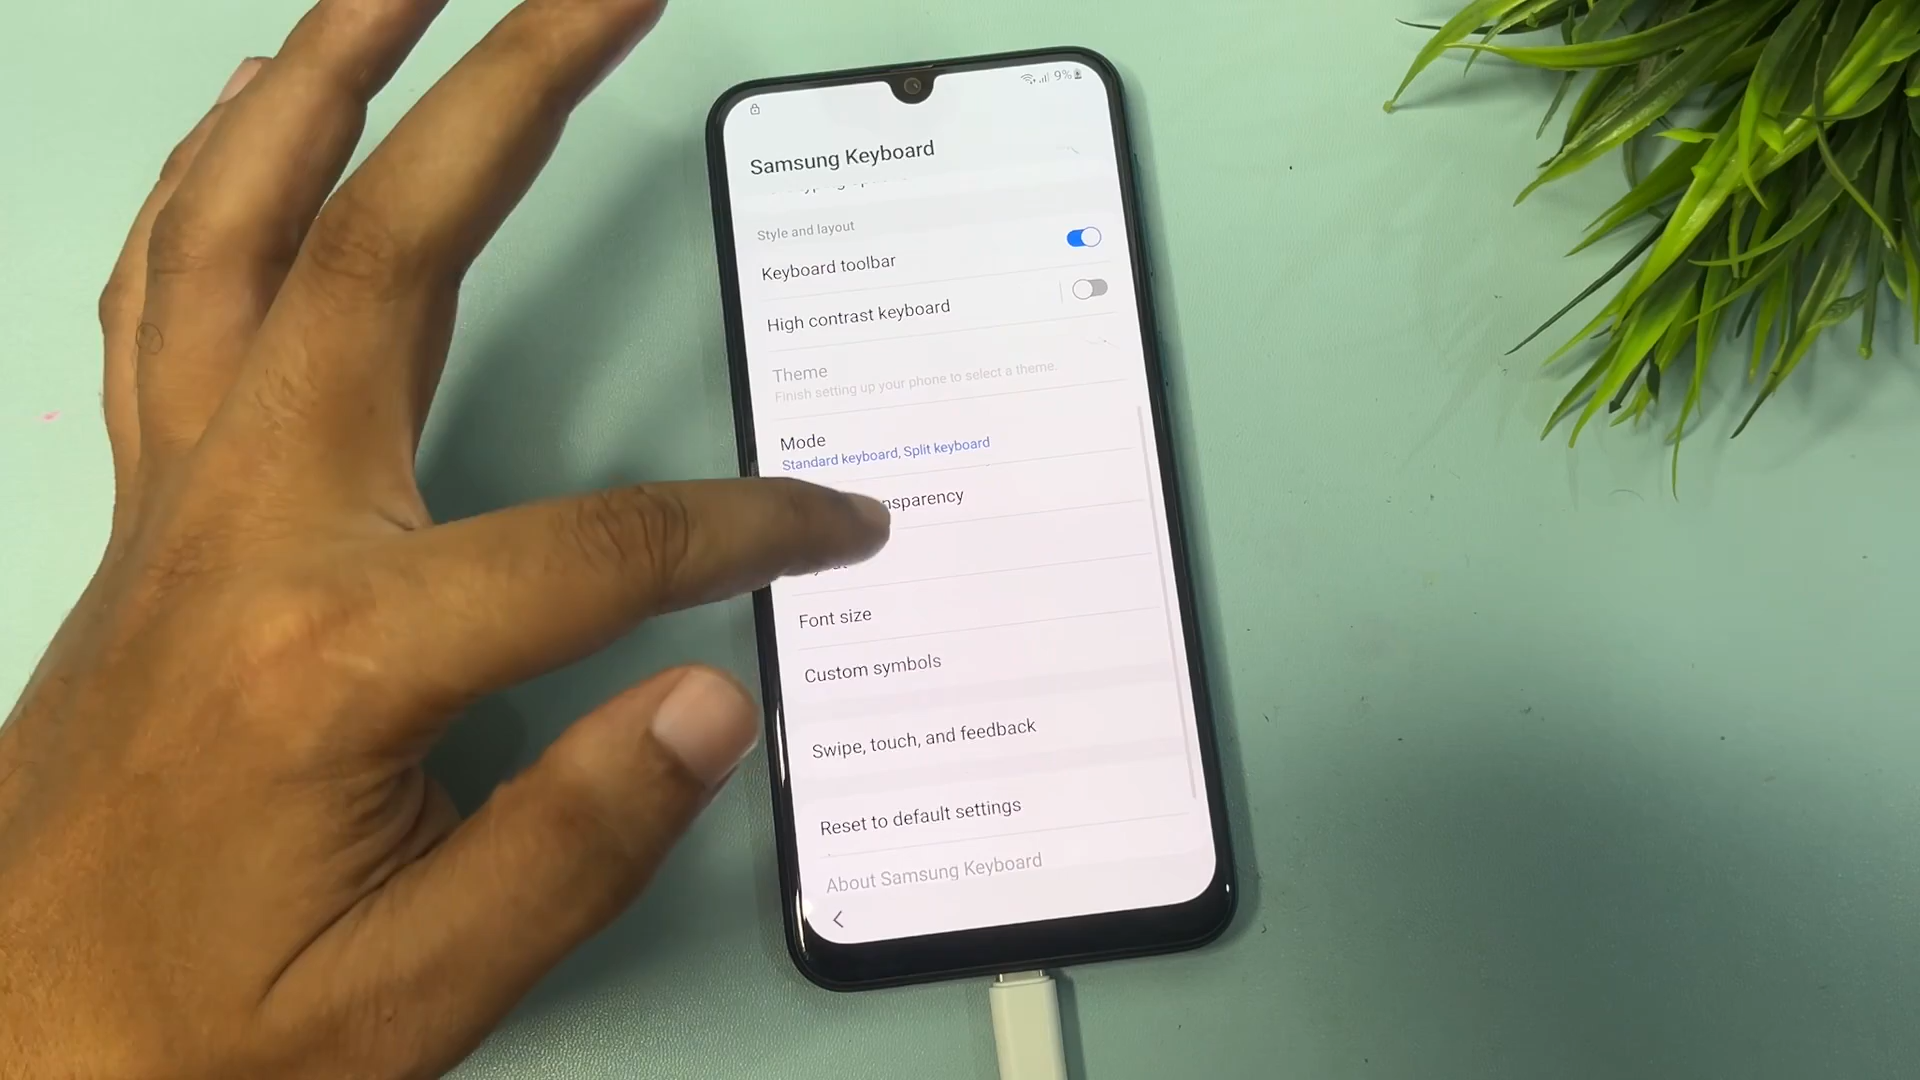 9%
Samsung Keyboard
Style and layout
Keyboard toolbar
High contrast keyboard
Theme
Finish setting up your phone to select a theme.
Mode
Standard keyboard, Split keyboard
nsparency
Font size
Custom symbols
Swipe, touch, and feedback
Reset to default settings
About Samsung Keyboard